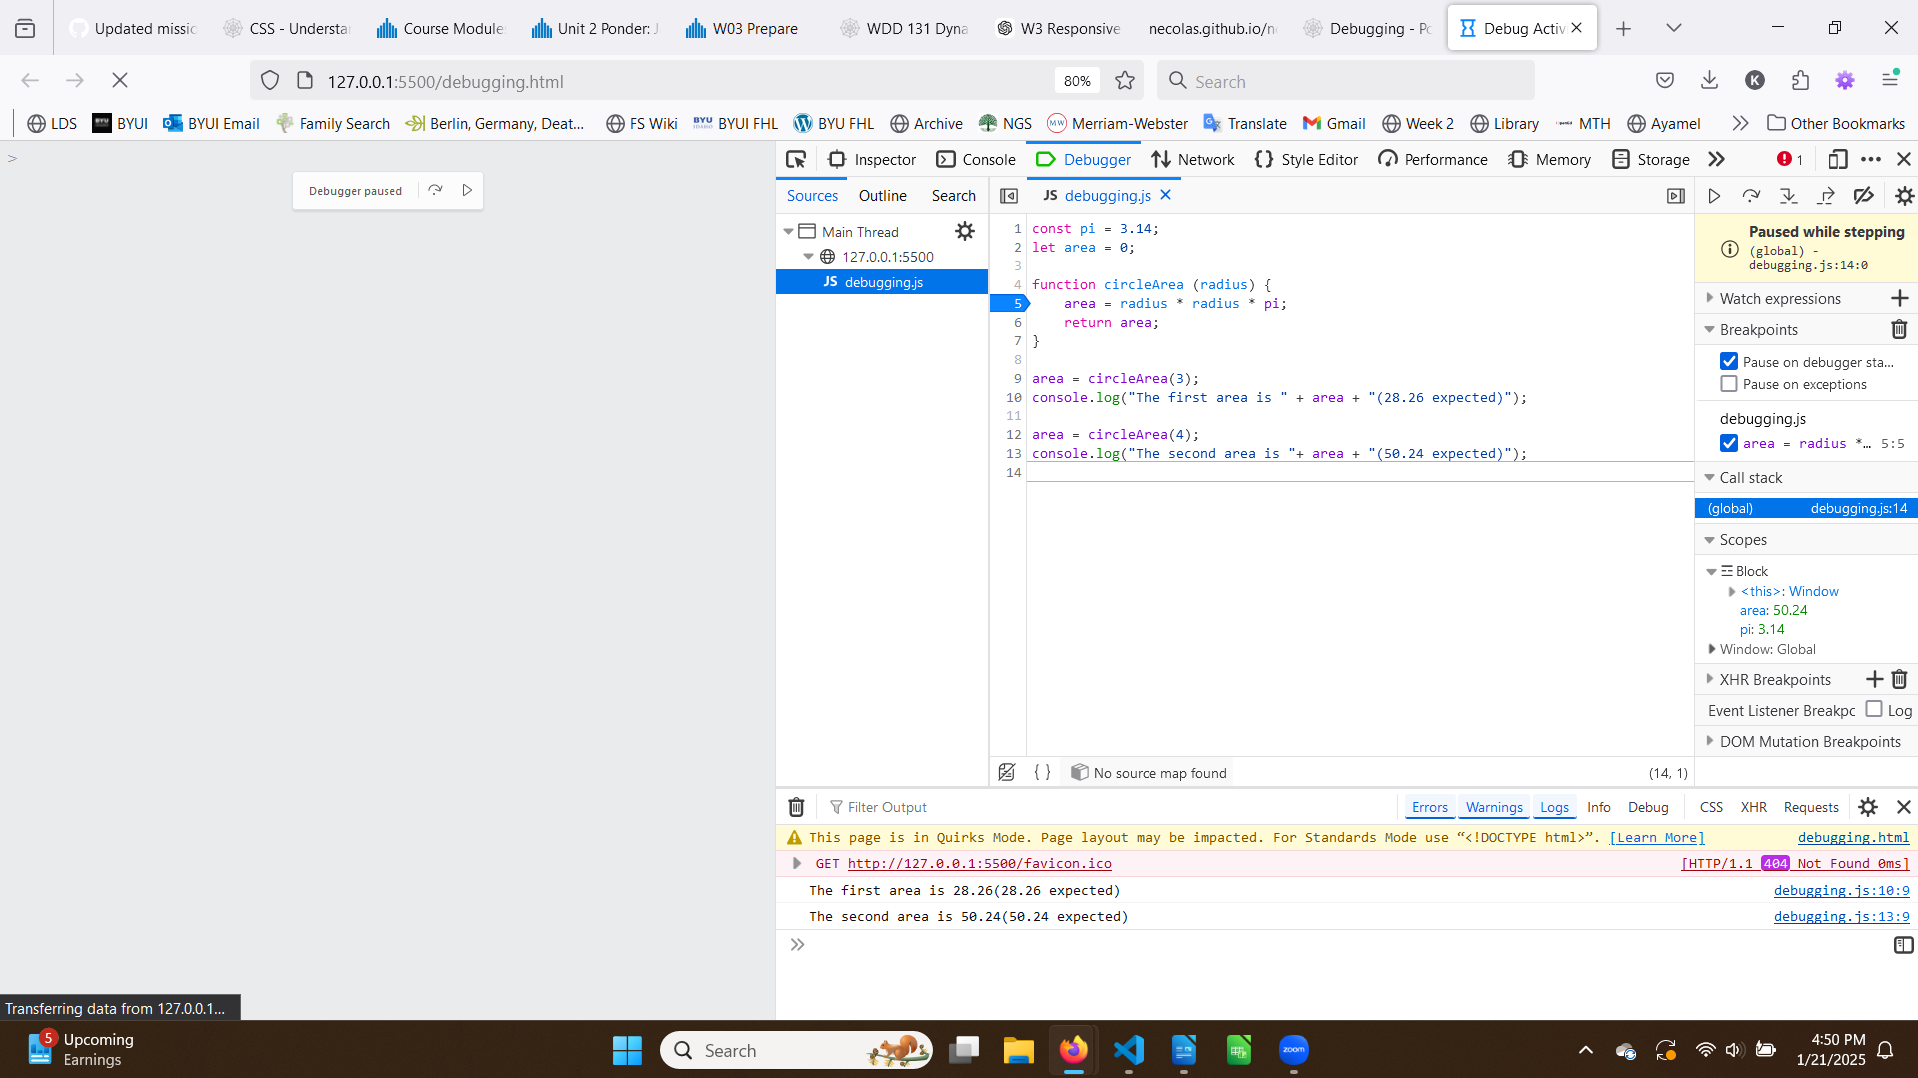 Updated missic
CSS - Understa
Course Module
Unit 2 Ponder: J
W03 Prepare
WDD 131 Dyna
W3 Responsive
necolas.github.io/n
Debugging - Po
Debug Activ
127.0.0.1:5500/debugging.html
80%
Search
K
LDS
BYUI
BYUI Email
Family Search
Berlin, Germany, Deat...
FS Wiki
BYUI FHL
BYU FHL
Archive
NGS
Merriam-Webster
Translate
Gmail
Week 2
Library
MTH
Ayamel
Other Bookmarks
>
Debugger paused
Inspector
Console
Debugger
Network
Style Editor
Performance
Memory
Storage
1
Sources
Outline
Search
JS debugging.js
Main Thread
127.0.0.1:5500
JS debugging.js
1 const pi = 3.14;
2 let area = 0;
3
4 function circleArea (radius) {
5 area = radius * radius * pi;
6 return area;
7 }
8
9 area = circleArea(3);
10 console.log("The first area is " + area + "(28.26 expected)");
11
12 area = circleArea(4);
13 console.log("The second area is "+ area + "(50.24 expected)");
14
{ } No source map found
(14, 1)
Paused while stepping
(global) -
debugging.js:14:0
Watch expressions
Breakpoints
Pause on debugger sta...
Pause on exceptions
debugging.js
area = radius *… 5:5
Call stack
(global) debugging.js:14
Scopes
Block
<this>: Window
area: 50.24
pi: 3.14
Window: Global
XHR Breakpoints
Event Listener Breakpc
Log
DOM Mutation Breakpoints
Filter Output
Errors
Warnings
Logs
Info
Debug
CSS
XHR
Requests
This page is in Quirks Mode. Page layout may be impacted. For Standards Mode use “<!DOCTYPE html>”. [Learn More]
debugging.html
GET http://127.0.0.1:5500/favicon.ico
[HTTP/1.1 404 Not Found 0ms]
The first area is 28.26(28.26 expected)
debugging.js:10:9
The second area is 50.24(50.24 expected)
debugging.js:13:9
Transferring data from 127.0.0.1…
5
Upcoming
Earnings
Search
zoom
4:50 PM
1/21/2025